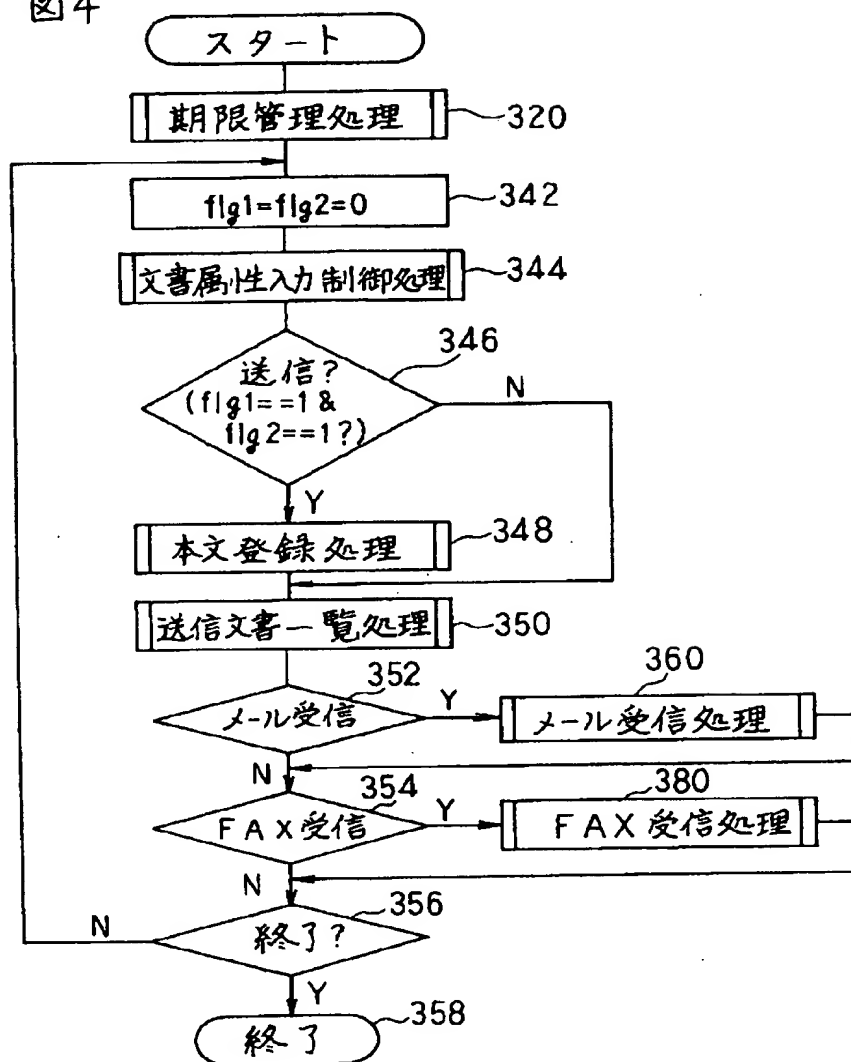 図4
スタート
期限管理処理
320
flg1=flg2=0
342
文書属性入力制御処理
344
346
送信?
(flg1==1 &
flg2==1?)
N
Y
本文登録処理
348
送信文書一覧処理
350
352
メール受信
Y
360
メール受信処理
N
354
FAX受信
Y
380
FAX受信処理
N
356
終了?
N
Y
終了
358